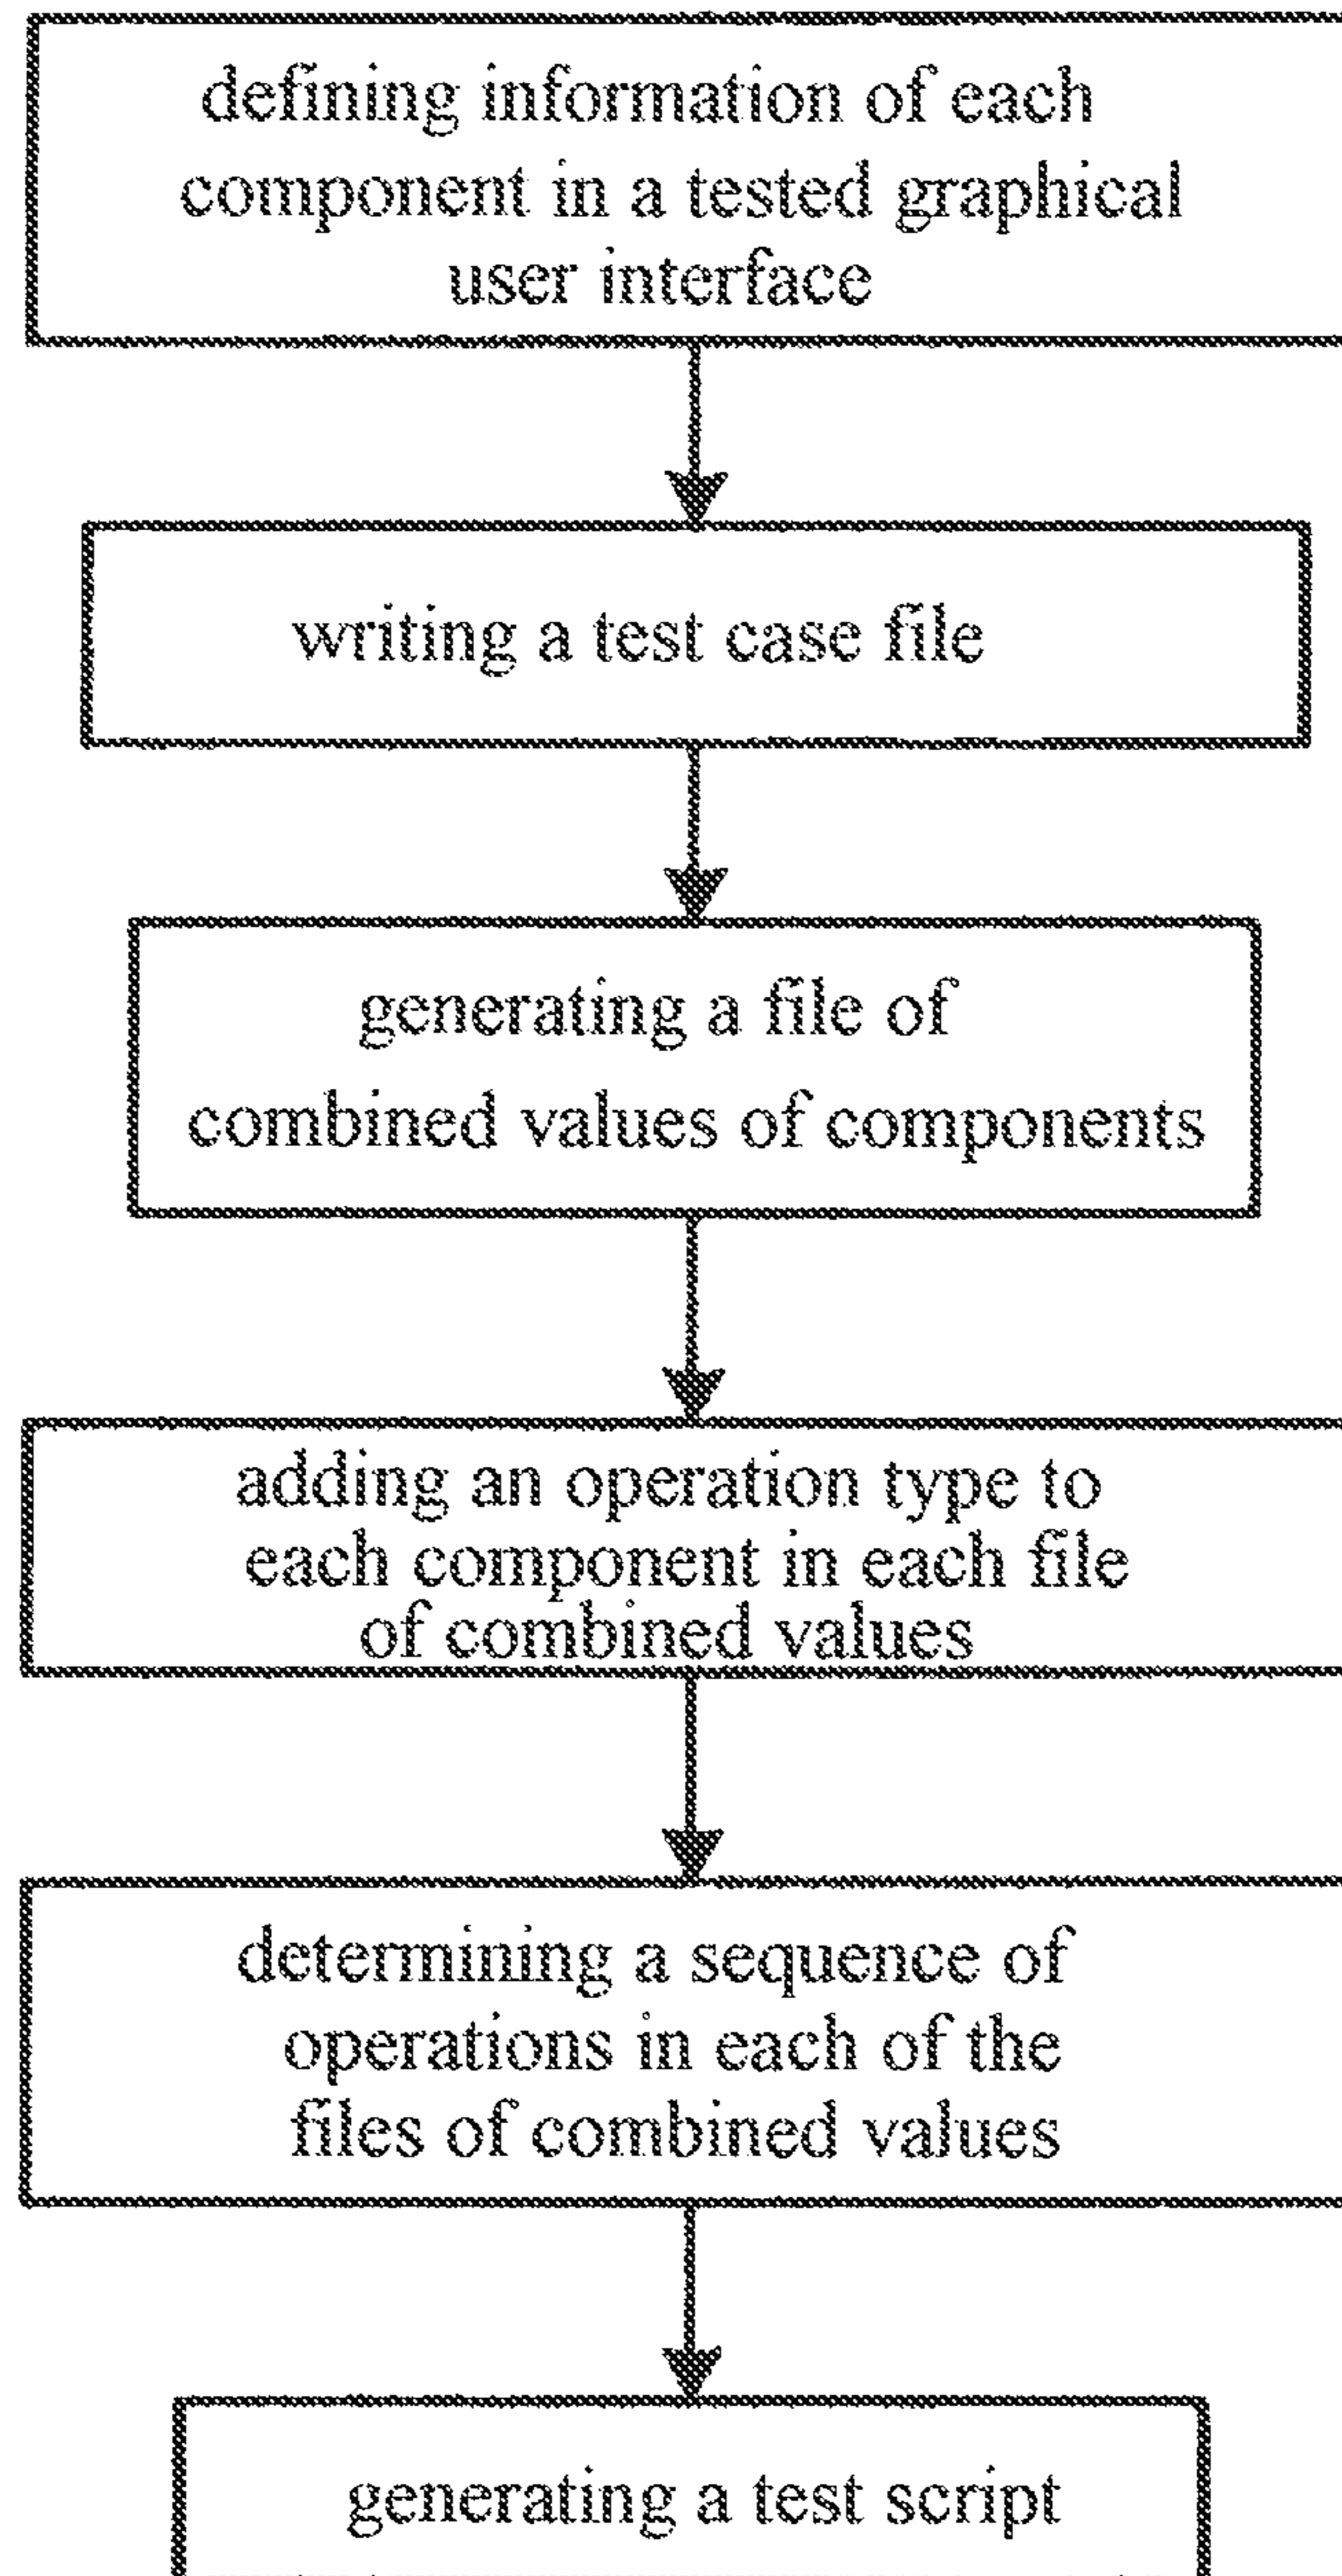 defining information of each
component in a tested graphical
user interface
writing a test case file
generating a file of
combined values of components
adding an operation type to
each component in each file
of combined values
determining a sequence of
operations in each of the
files of combined values
generating a test script